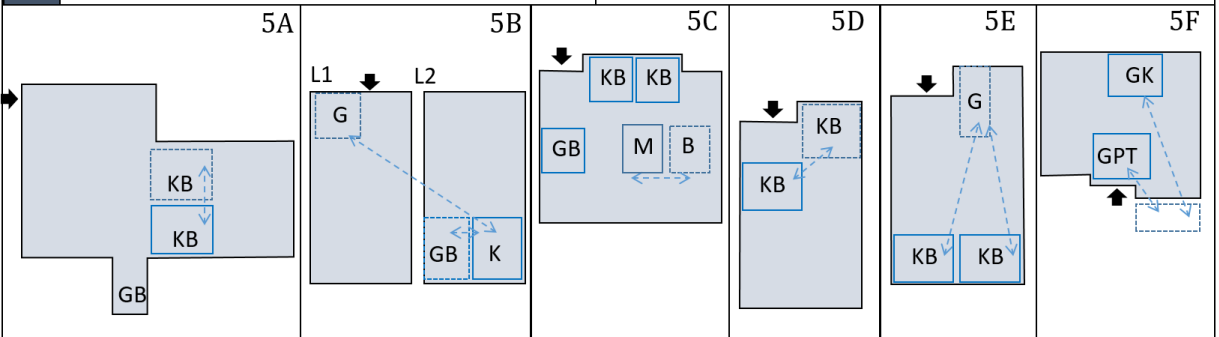 5A
KB
KB
GB
5B
L1 L2
G
GB K
5C
KB KB
GB M B
5D
KB
KB
5E
G
KB KB
5F
GK
GPT